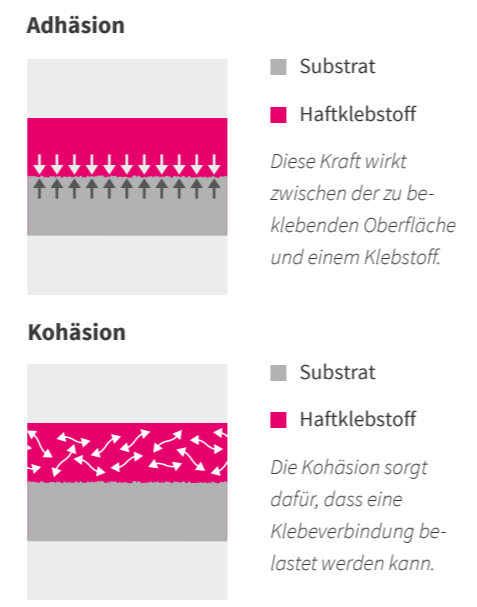 Adhäsion
Substrat
Haftklebstoff
Diese Kraft wirkt
zwischen der zu be-
klebenden Oberfläche
und einem Klebstoff.
Kohäsion
Substrat
Haftklebstoff
Die Kohäsion sorgt
dafür, dass eine
Klebeverbindung be-
lastet werden kann.